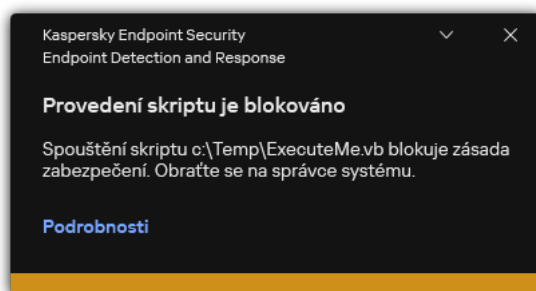 Kaspersky Endpoint Security
Endpoint Detection and Response
Provedení skriptu je blokováno
Spouštění skriptu c:\Temp\ExecuteMe.vb blokuje zásada
zabezpečení. Obraťte se na správce systému.
Podrobnosti